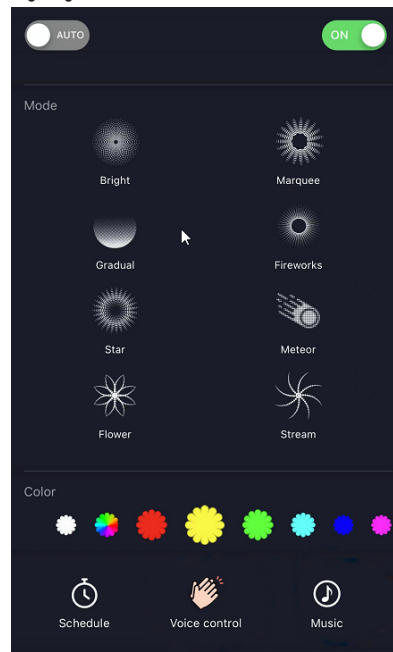 AUTO
ON
Mode
Bright
Marquee
Gradual
Fireworks
Star
Meteor
Flower
Stream
Color
Schedule
Voice control
Music